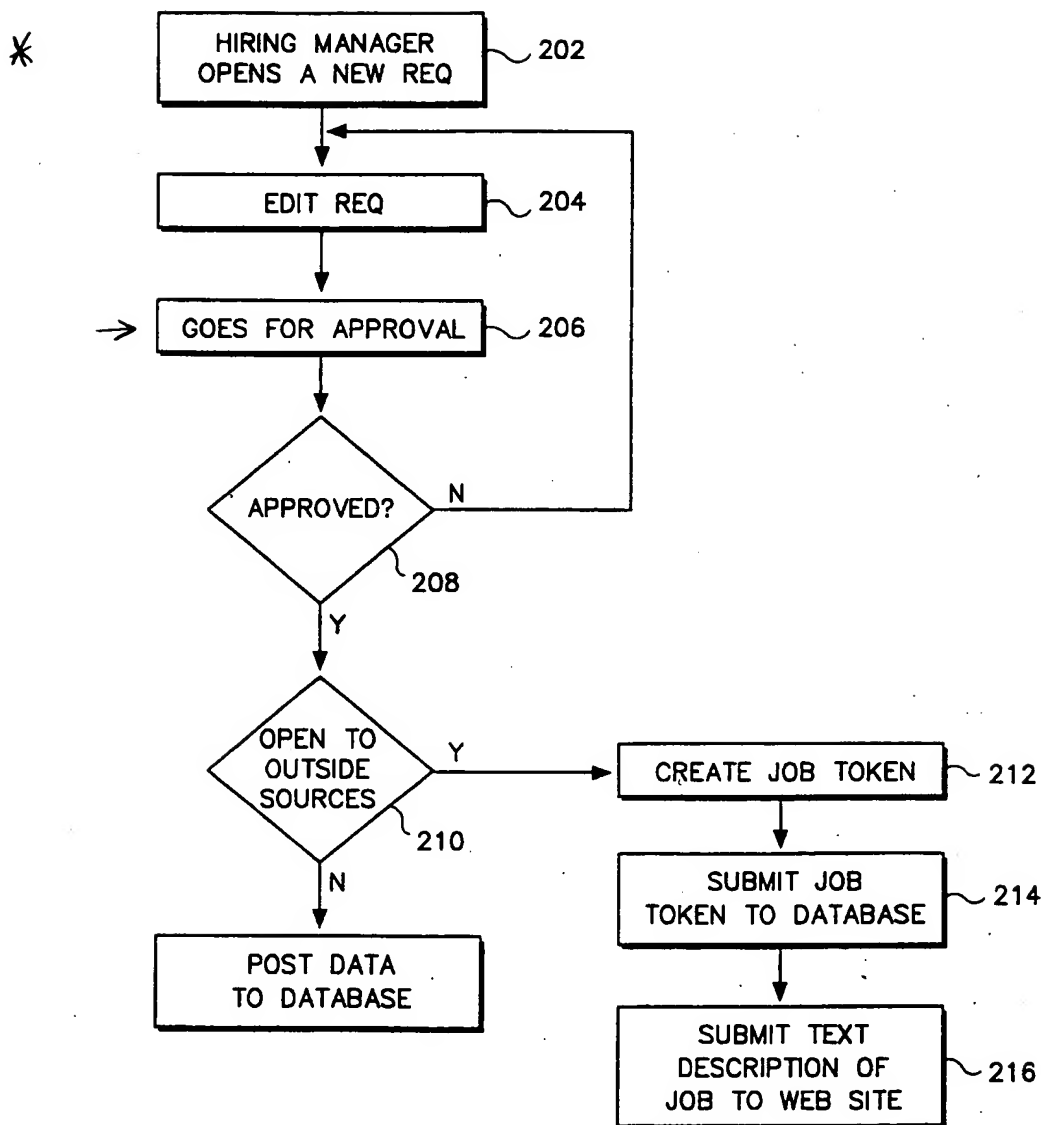 HIRING MANAGER
OPENS A NEW REQ
202
EDIT REQ
204
GOES FOR APPROVAL
206
APPROVED?
N
208
Y
OPEN TO
OUTSIDE
SOURCES
Y
210
N
POST DATA
TO DATABASE
CREATE JOB TOKEN
212
SUBMIT JOB
TOKEN TO DATABASE
214
SUBMIT TEXT
DESCRIPTION OF
JOB TO WEB SITE
216